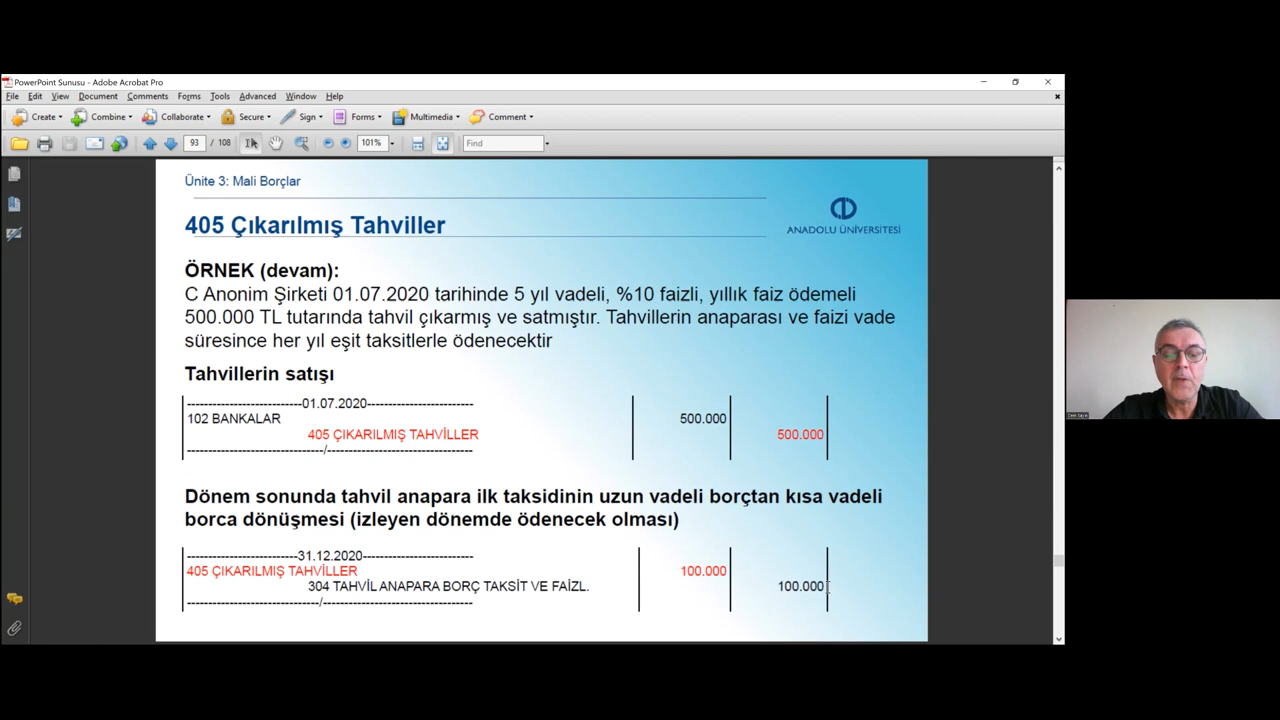 PowerPoint Sunusu - Adobe Acrobat Pro
File Edit View Document Comments Forms Tools Advanced Window Help
Create Combine Collaborate Secure Sign Forms Multimedia Comment
93 / 108 101% Find
Ünite 3: Mali Borçlar
405 Çıkarılmış Tahviller
ANADOLU ÜNİVERSİTESİ
ÖRNEK (devam):
C Anonim Şirketi 01.07.2020 tarihinde 5 yıl vadeli, %10 faizli, yıllık faiz ödemeli
500.000 TL tutarında tahvil çıkarmış ve satmıştır. Tahvillerin anaparası ve faizi vade
süresince her yıl eşit taksitlerle ödenecektir
Tahvillerin satışı
---------------------------01.07.2020-------------------------
102 BANKALAR 500.000
405 ÇIKARILMIŞ TAHVİLLER 500.000
--------------------------------/-----------------------------------
Dönem sonunda tahvil anapara ilk taksidinin uzun vadeli borçtan kısa vadeli
borca dönüşmesi (izleyen dönemde ödenecek olması)
--------------------------31.12.2020--------------------------
405 ÇIKARILMIŞ TAHVİLLER 100.000
304 TAHVİL ANAPARA BORÇ TAKSİT VE FAİZL. 100.000
-------------------------------/------------------------------------